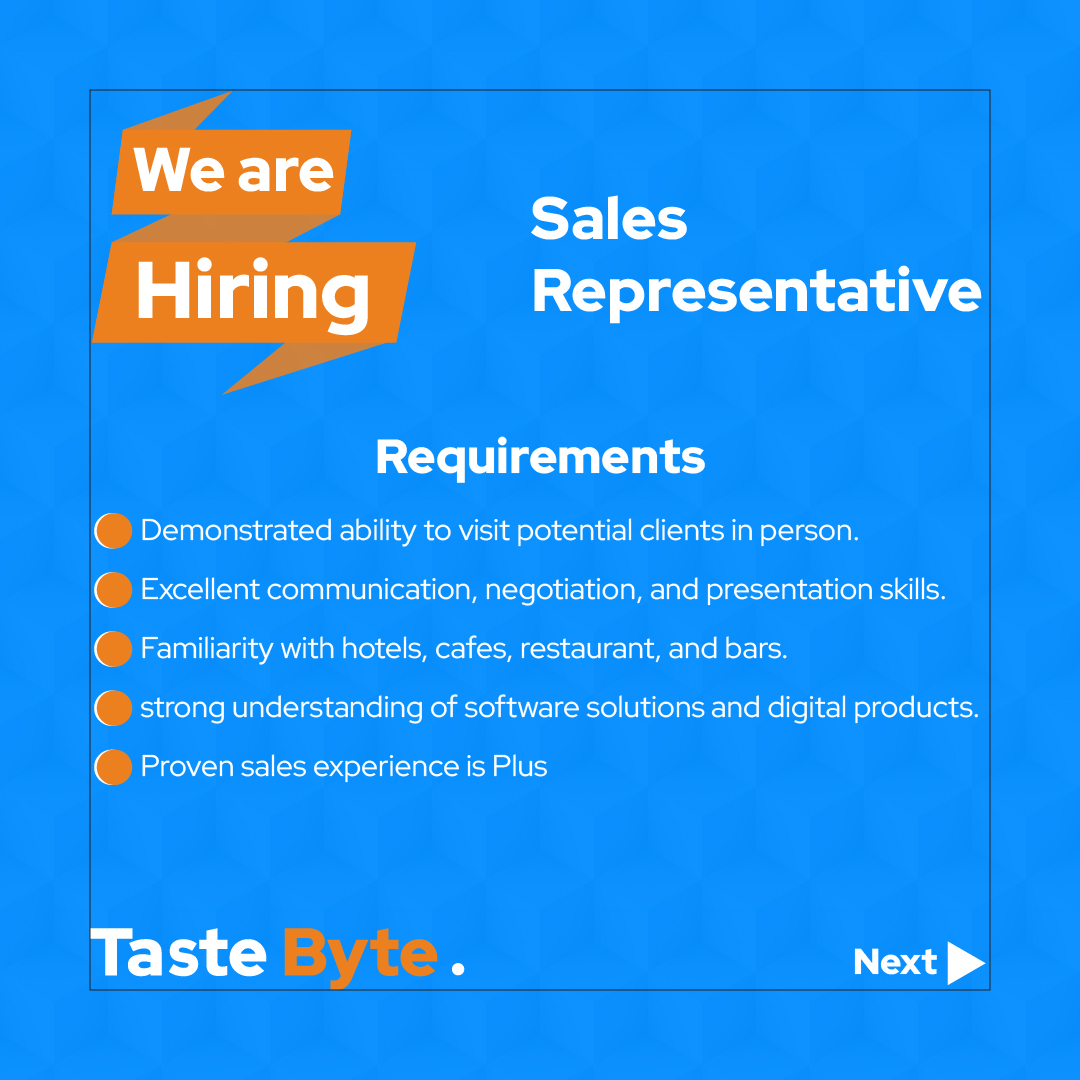 We are
Hiring
Sales
Representative
Requirements
Demonstrated ability to visit potential clients in person.
Excellent communication, negotiation, and presentation skills.
Familiarity with hotels, cafes, restaurant, and bars.
strong understanding of software solutions and digital products.
Proven sales experience is Plus
Taste Byte .
Next